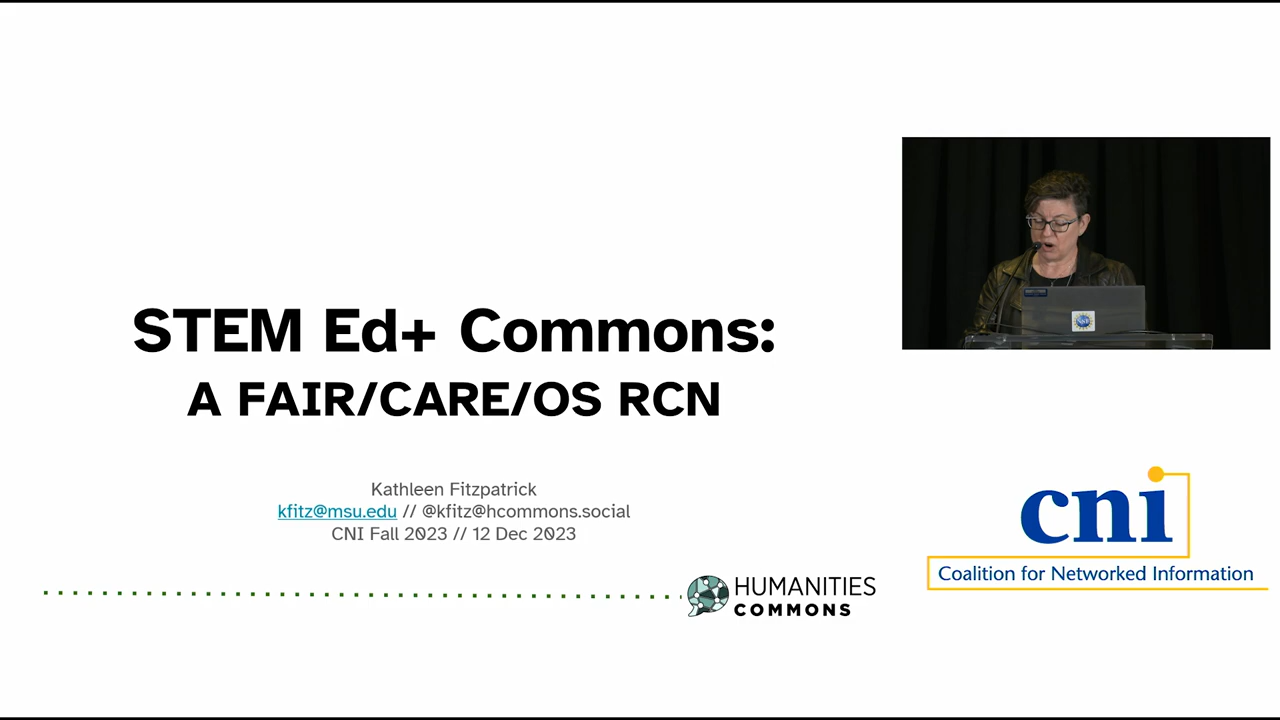 STEM Ed+ Commons:
A FAIR/CARE/OS RCN
Kathleen Fitzpatrick
kfitz@msu.edu // @kfitz@hcommons.social
CNI Fall 2023 // 12 Dec 2023
HUMANITIES
COMMONS
cni
Coalition for Networked Information